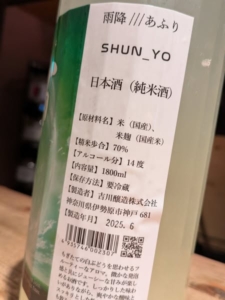 雨降///あふり
SHUN_YO
日本酒（純米酒）
【原材料名】米（国産）、
米麹（国産米）
【精米歩合】70%
【アルコール分】14度
【内容量】1800ml
【保存方法】要冷蔵
【製造者】吉川醸造株式会社
神奈川県伊勢原市神戸681
【製造年月】2025.6